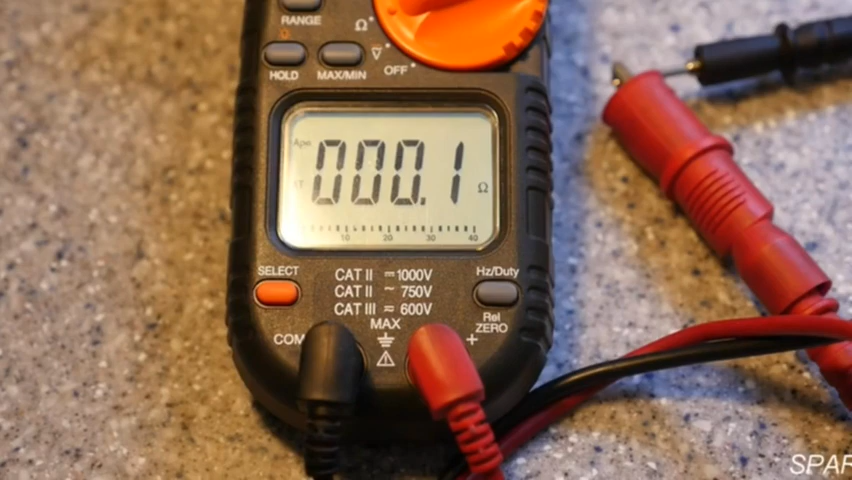 RANGE
Ω
HOLD
MAX/MIN
OFF
000.1
Ω
10 20 30 40
SELECT
CAT II ⎓ 1000V
CAT II ~ 750V
CAT III ≂ 600V
MAX
Hz/Duty
Rel
ZERO
COM
+
SPAR